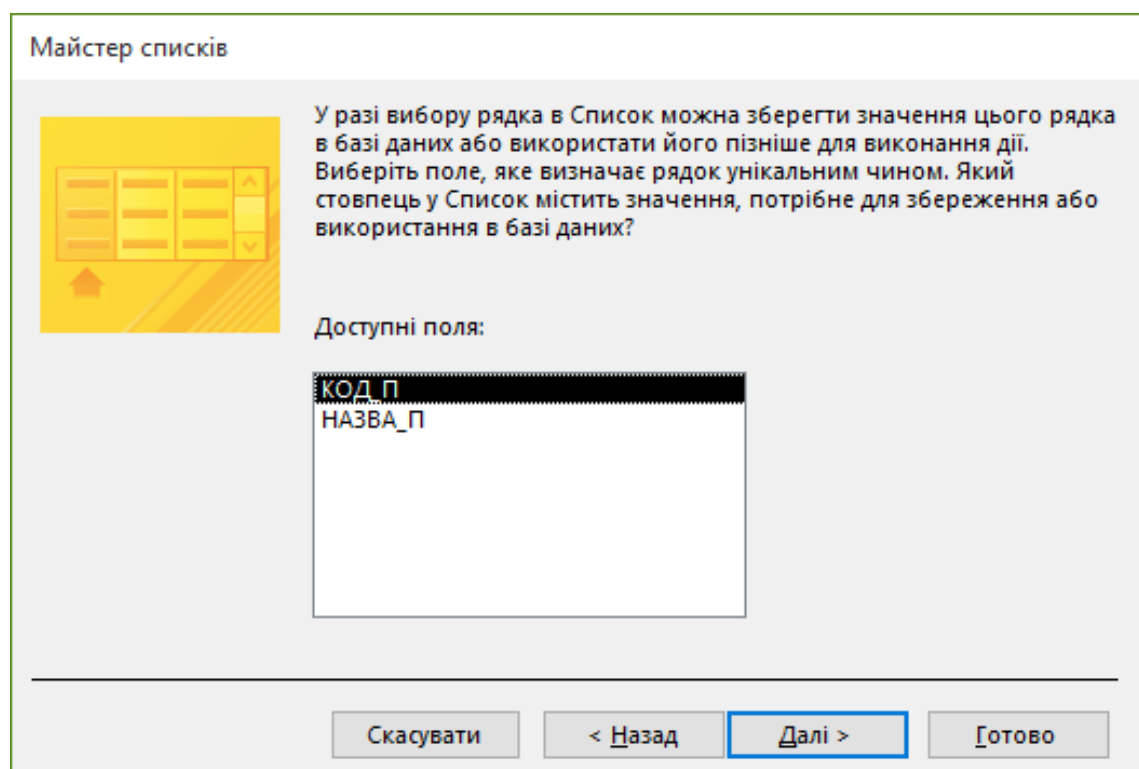 Майстер списків
У разі вибору рядка в Список можна зберегти значення цього рядка
в базі даних або використати його пізніше для виконання дії.
Виберіть поле, яке визначає рядок унікальним чином. Який
стовпець у Список містить значення, потрібне для збереження або
використання в базі даних?
Доступні поля:
КОД_П
НАЗВА_П
Скасувати < Назад Далі > Готово